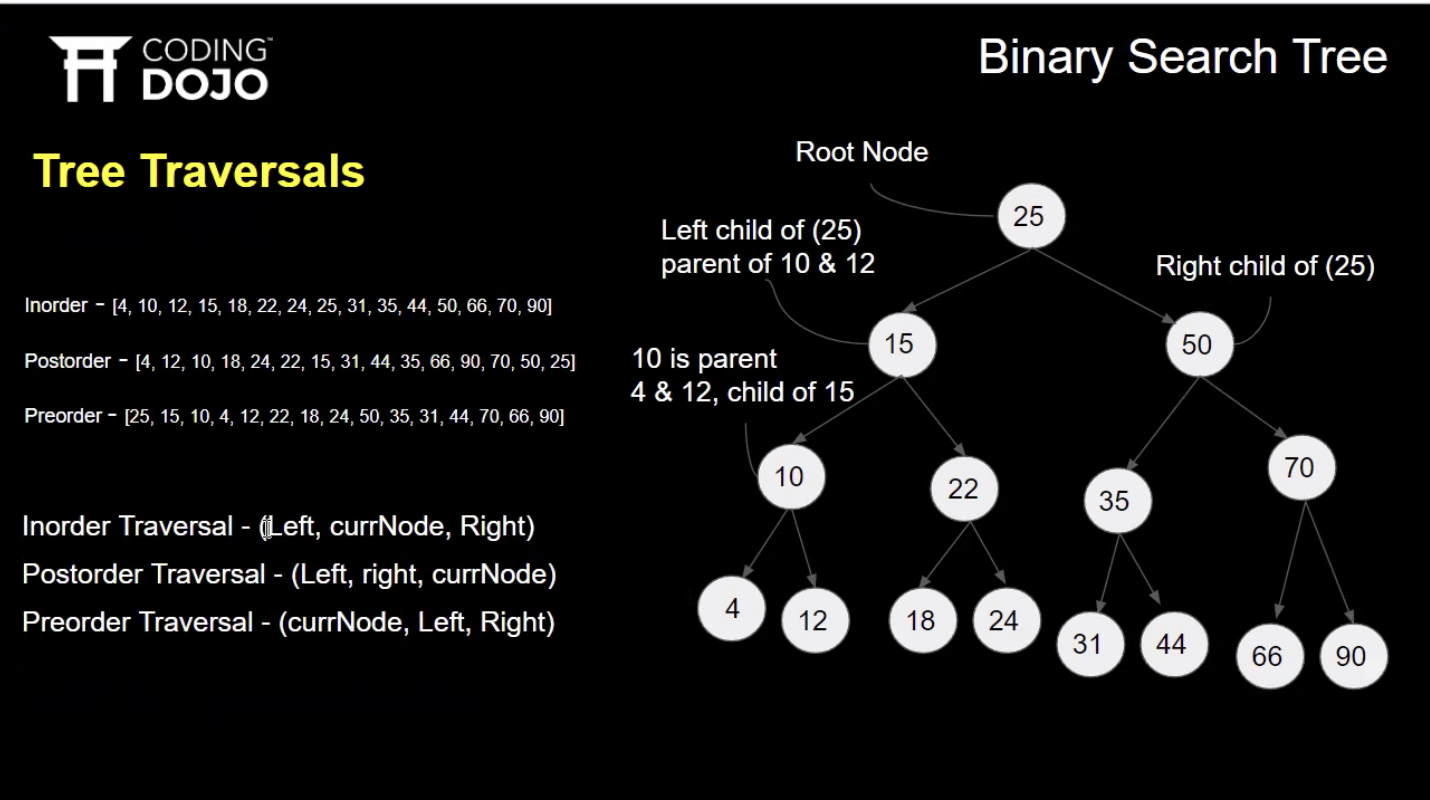 CODING™
DOJO
Binary Search Tree
Tree Traversals
Inorder - [4, 10, 12, 15, 18, 22, 24, 25, 31, 35, 44, 50, 66, 70, 90]
Postorder - [4, 12, 10, 18, 24, 22, 15, 31, 44, 35, 66, 90, 70, 50, 25]
Preorder - [25, 15, 10, 4, 12, 22, 18, 24, 50, 35, 31, 44, 70, 66, 90]
Inorder Traversal - (Left, currNode, Right)
Postorder Traversal - (Left, right, currNode)
Preorder Traversal - (currNode, Left, Right)
Root Node
25
Left child of (25)
parent of 10 & 12
Right child of (25)
15
50
10 is parent
4 & 12, child of 15
10
22
35
70
4
12
18
24
31
44
66
90